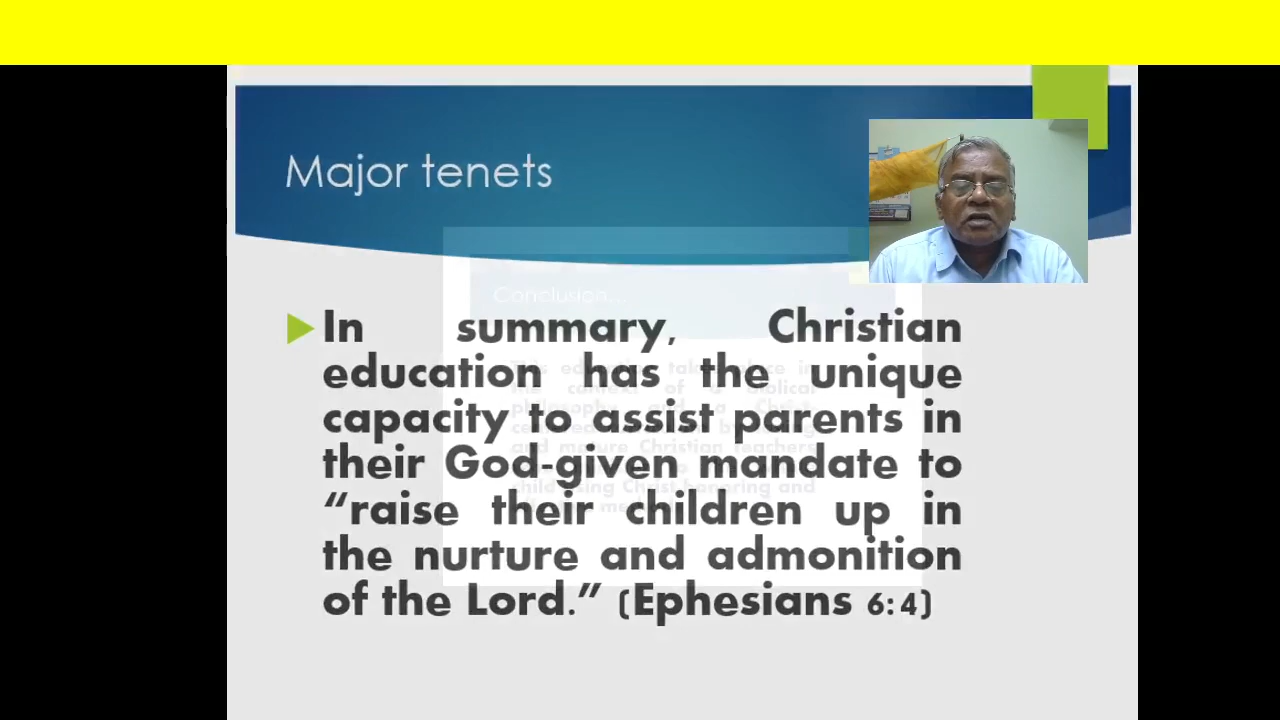 Major tenets
In summary, Christian
education has the unique
capacity to assist parents in
their God-given mandate to
“raise their children up in
the nurture and admonition
of the Lord.” (Ephesians 6:4)
Conclusion...